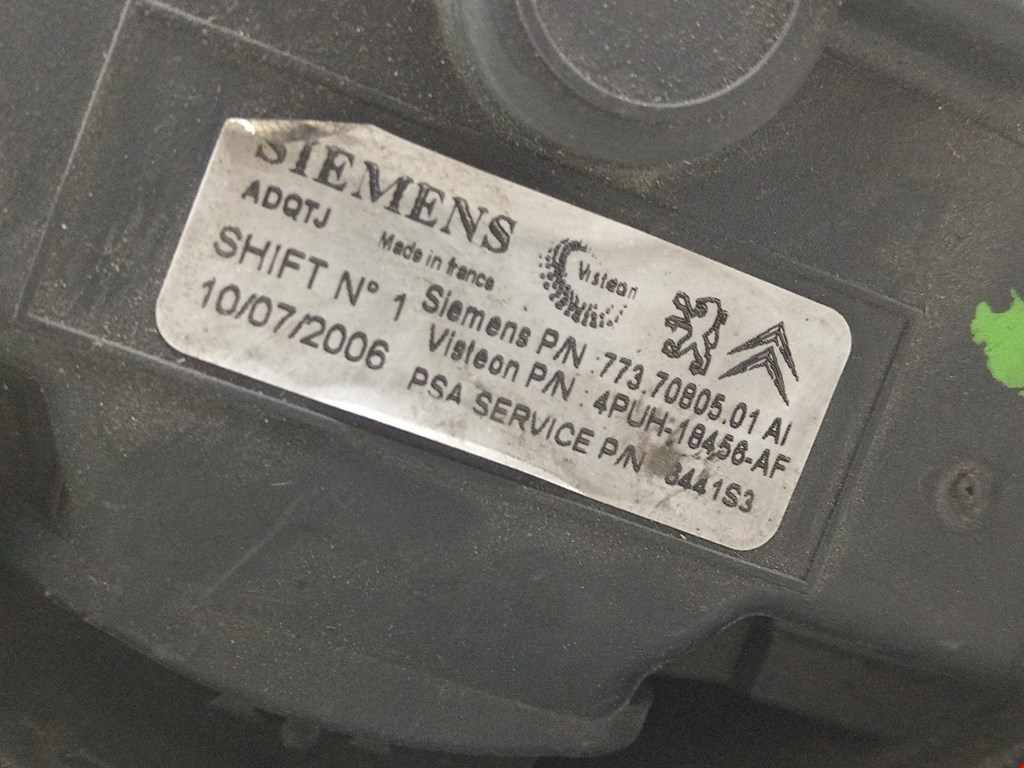 SIEMENS
ADQTJ
Made in france
Visteon
SHIFT N° 1
10/07/2006
Siemens P/N :773.70805.01 AI
Visteon P/N : 4PUH-18456-AF
PSA SERVICE P/N 6441S3